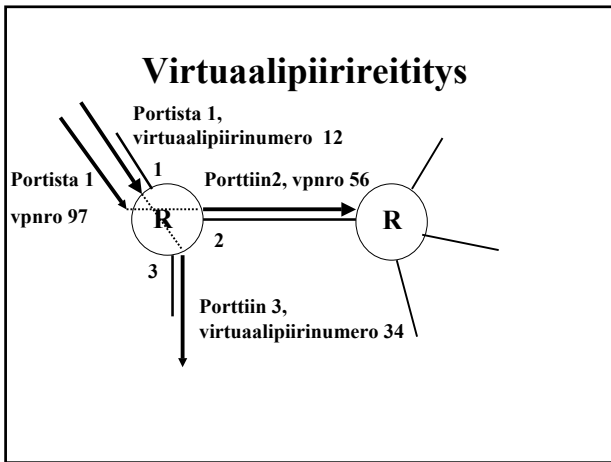 Virtuaalipiirireititys
Portista 1,
virtuaalipiirinumero 12
Portista 1
vpnro 97
1
Porttiin2, vpnro 56
R
R
2
3
Porttiin 3,
virtuaalipiirinumero 34